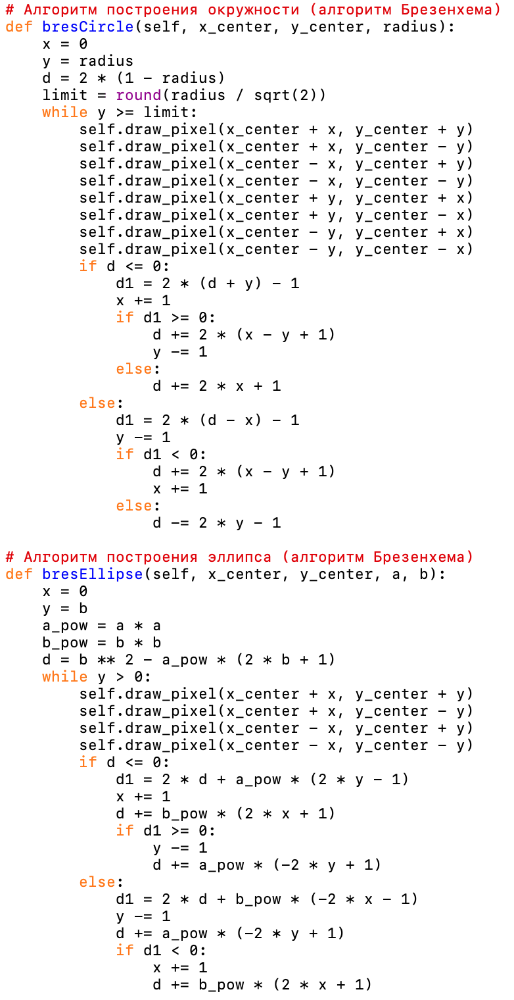 # Алгоритм построения окружности (алгоритм Брезенхема)
def bresCircle(self, x_center, y_center, radius):
    x = 0
    y = radius
    d = 2 * (1 - radius)
    limit = round(radius / sqrt(2))
    while y >= limit:
        self.draw_pixel(x_center + x, y_center + y)
        self.draw_pixel(x_center + x, y_center - y)
        self.draw_pixel(x_center - x, y_center + y)
        self.draw_pixel(x_center - x, y_center - y)
        self.draw_pixel(x_center + y, y_center + x)
        self.draw_pixel(x_center + y, y_center - x)
        self.draw_pixel(x_center - y, y_center + x)
        self.draw_pixel(x_center - y, y_center - x)
        if d <= 0:
            d1 = 2 * (d + y) - 1
            x += 1
            if d1 >= 0:
                d += 2 * (x - y + 1)
                y -= 1
            else:
                d += 2 * x + 1
        else:
            d1 = 2 * (d - x) - 1
            y -= 1
            if d1 < 0:
                d += 2 * (x - y + 1)
                x += 1
            else:
                d -= 2 * y - 1

# Алгоритм построения эллипса (алгоритм Брезенхема)
def bresEllipse(self, x_center, y_center, a, b):
    x = 0
    y = b
    a_pow = a * a
    b_pow = b * b
    d = b ** 2 - a_pow * (2 * b + 1)
    while y > 0:
        self.draw_pixel(x_center + x, y_center + y)
        self.draw_pixel(x_center + x, y_center - y)
        self.draw_pixel(x_center - x, y_center + y)
        self.draw_pixel(x_center - x, y_center - y)
        if d <= 0:
            d1 = 2 * d + a_pow * (2 * y - 1)
            x += 1
            d += b_pow * (2 * x + 1)
            if d1 >= 0:
                y -= 1
                d += a_pow * (-2 * y + 1)
        else:
            d1 = 2 * d + b_pow * (-2 * x - 1)
            y -= 1
            d += a_pow * (-2 * y + 1)
            if d1 < 0:
                x += 1
                d += b_pow * (2 * x + 1)